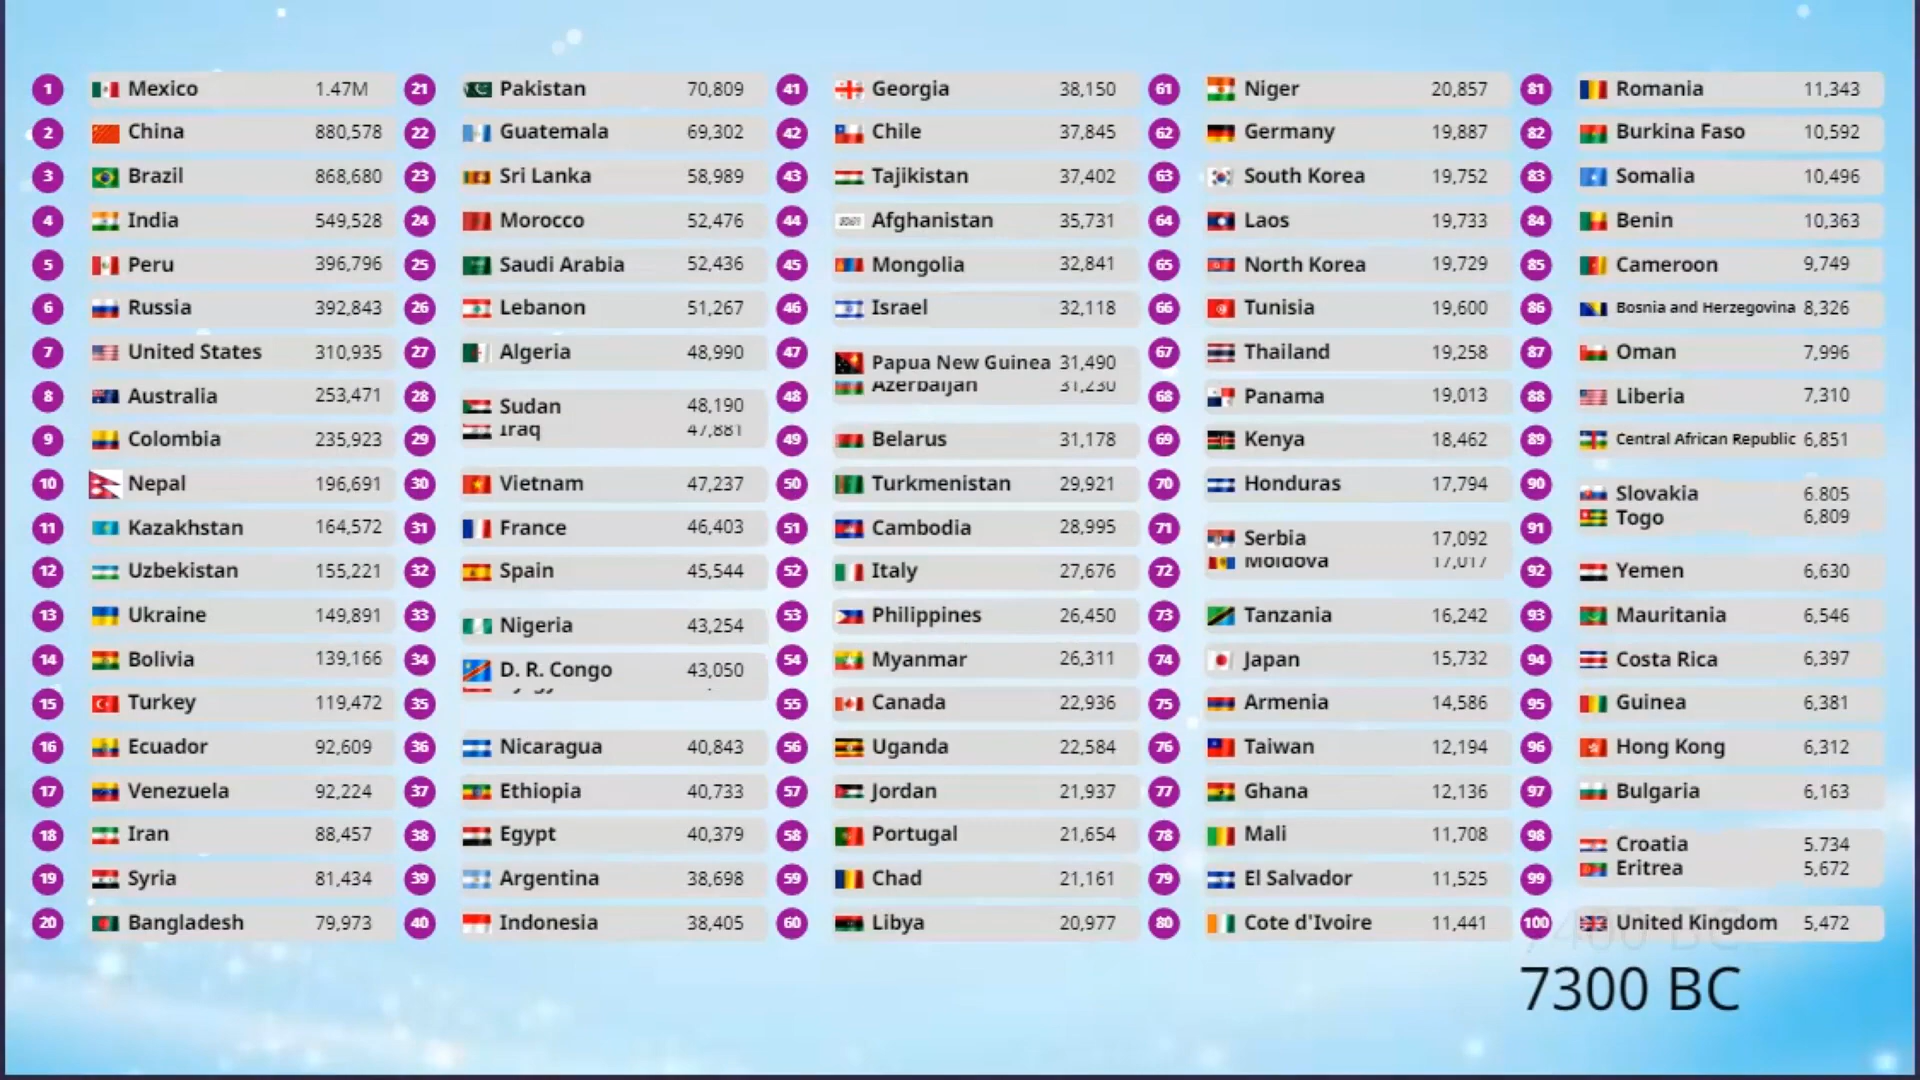 1 Mexico 1.47M
2 China 880,578
3 Brazil 868,680
4 India 549,528
5 Peru 396,796
6 Russia 392,843
7 United States 310,935
8 Australia 253,471
9 Colombia 235,923
10 Nepal 196,691
11 Kazakhstan 164,572
12 Uzbekistan 155,221
13 Ukraine 149,891
14 Bolivia 139,166
15 Turkey 119,472
16 Ecuador 92,609
17 Venezuela 92,224
18 Iran 88,457
19 Syria 81,434
20 Bangladesh 79,973
21 Pakistan 70,809
22 Guatemala 69,302
23 Sri Lanka 58,989
24 Morocco 52,476
25 Saudi Arabia 52,436
26 Lebanon 51,267
27 Algeria 48,990
28 Sudan 48,190
29 Iraq 47,881
30 Vietnam 47,237
31 France 46,403
32 Spain 45,544
33 Nigeria 43,254
34 D. R. Congo 43,050
35
36 Nicaragua 40,843
37 Ethiopia 40,733
38 Egypt 40,379
39 Argentina 38,698
40 Indonesia 38,405
41 Georgia 38,150
42 Chile 37,845
43 Tajikistan 37,402
44 Afghanistan 35,731
45 Mongolia 32,841
46 Israel 32,118
47 Papua New Guinea 31,490
48 Azerbaijan 31,230
49 Belarus 31,178
50 Turkmenistan 29,921
51 Cambodia 28,995
52 Italy 27,676
53 Philippines 26,450
54 Myanmar 26,311
55 Canada 22,936
56 Uganda 22,584
57 Jordan 21,937
58 Portugal 21,654
59 Chad 21,161
60 Libya 20,977
61 Niger 20,857
62 Germany 19,887
63 South Korea 19,752
64 Laos 19,733
65 North Korea 19,729
66 Tunisia 19,600
67 Thailand 19,258
68 Panama 19,013
69 Kenya 18,462
70 Honduras 17,794
71 Serbia 17,092
72 Moldova 17,017
73 Tanzania 16,242
74 Japan 15,732
75 Armenia 14,586
76 Taiwan 12,194
77 Ghana 12,136
78 Mali 11,708
79 El Salvador 11,525
80 Cote d'Ivoire 11,441
81 Romania 11,343
82 Burkina Faso 10,592
83 Somalia 10,496
84 Benin 10,363
85 Cameroon 9,749
86 Bosnia and Herzegovina 8,326
87 Oman 7,996
88 Liberia 7,310
89 Central African Republic 6,851
90 Slovakia 6.805
91 Togo 6,809
92 Yemen 6,630
93 Mauritania 6,546
94 Costa Rica 6,397
95 Guinea 6,381
96 Hong Kong 6,312
97 Bulgaria 6,163
98 Croatia 5.734
99 Eritrea 5,672
100 United Kingdom 5,472
7400 BC
7300 BC